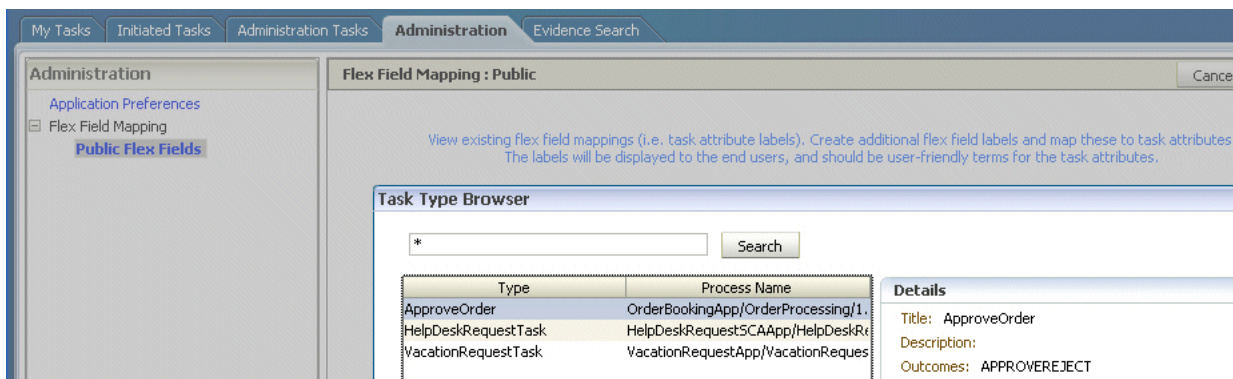 My Tasks Initiated Tasks Administration Tasks Administration Evidence Search
Administration
Application Preferences
Flex Field Mapping
Public Flex Fields
Flex Field Mapping : Public
Cance
View existing flex field mappings (i.e. task attribute labels). Create additional flex field labels and map these to task attributes
The labels will be displayed to the end users, and should be user-friendly terms for the task attributes.
Task Type Browser
*
Search
Type Process Name
ApproveOrder OrderBookingApp/OrderProcessing/1.
HelpDeskRequestTask HelpDeskRequestSCAApp/HelpDeskRe
VacationRequestTask VacationRequestApp/VacationReques
Details
Title: ApproveOrder
Description:
Outcomes: APPROVEREJECT